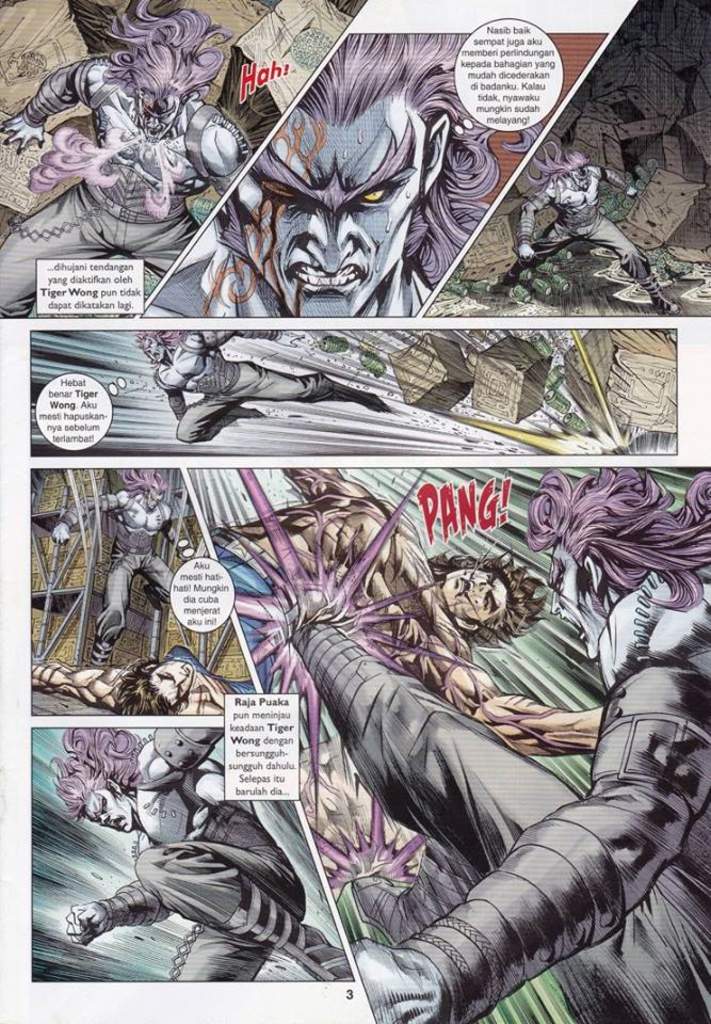 Hah!
...dihujani tendangan
yang diaktifkan oleh
Tiger Wong pun tidak
dapat dikatakan lagi.
Nasib baik
sempat juga aku
memberi perlindungan
kepada bahagian yang
mudah dicederakan
di badanku. Kalau
tidak, nyawaku
mungkin sudah
melayang!
Hebat
benar Tiger
Wong. Aku
mesti hapuskan-
nya sebelum
terlambat!
Aku
mesti hati-
hati! Mungkin
dia cuba
menjerat
aku ini!
PANG!
Raja Puaka
pun meninjau
keadaan Tiger
Wong dengan
bersungguh-
sungguh dahulu.
Selepas itu
barulah dia...
3